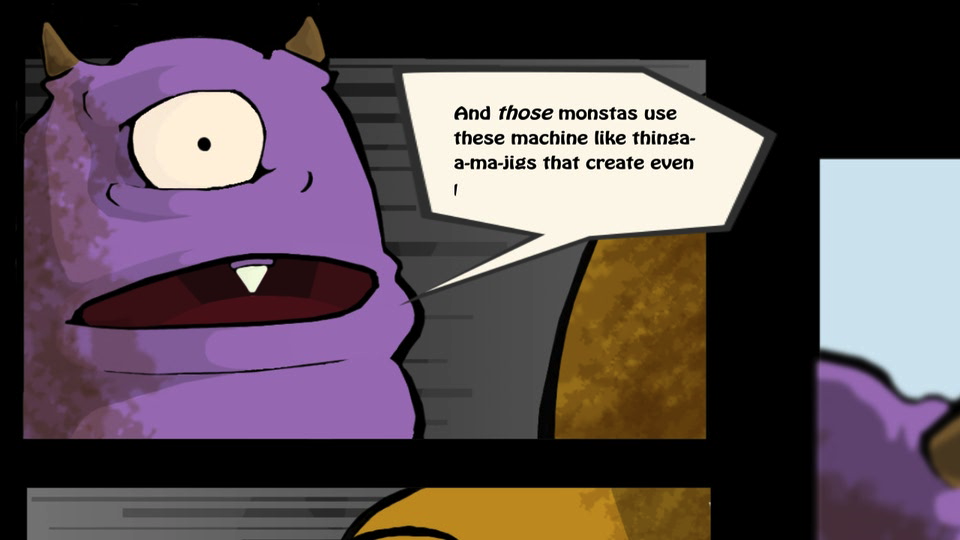 And those monstas use
these machine like thinga-
a-ma-jigs that create even